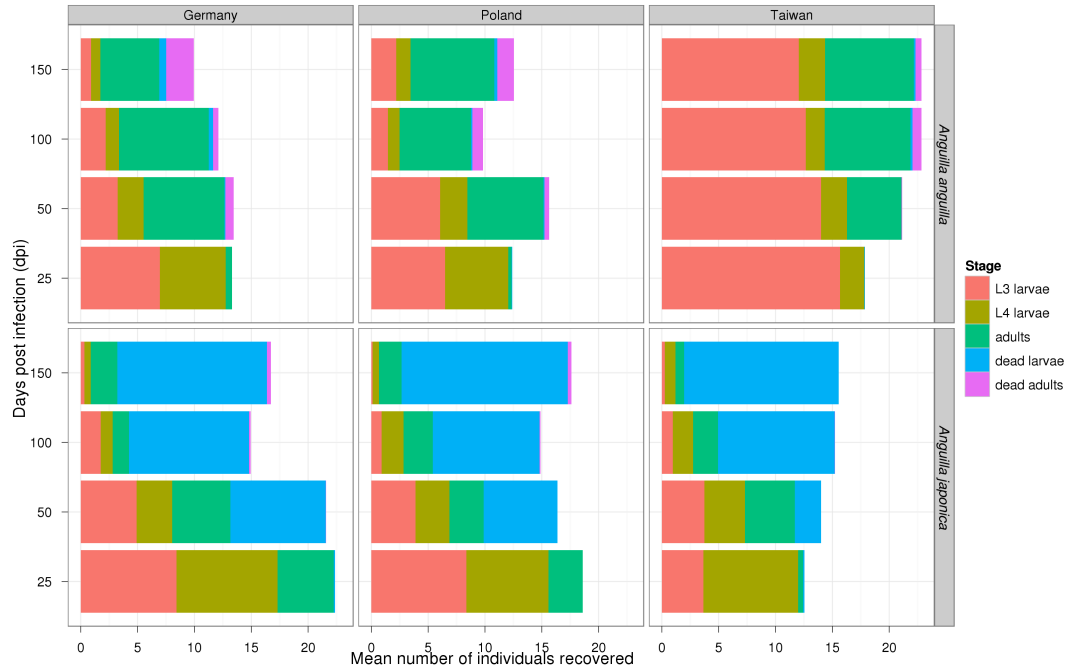 Germany
Poland
Taiwan
150
100
50
25
Anguilla anguilla
150
100
50
25
Anguilla japonica
Days post infection (dpi)
0 5 10 15 20
0 5 10 15 20
0 5 10 15 20
Mean number of individuals recovered
Stage
L3 larvae
L4 larvae
adults
dead larvae
dead adults